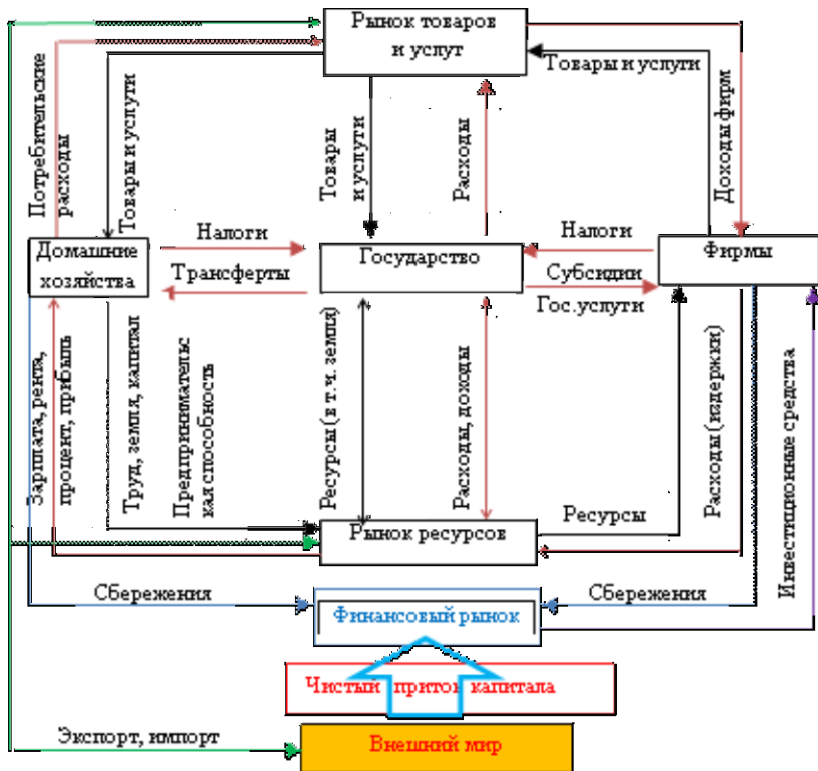 Рынок товаров
и услуг
Товары и услуги
Потребительские
расходы
Товары и услуги
Товары
и услуги
Расходы
Доходы фирм
Домашние
хозяйства
Налоги
Трансферты
Государство
Налоги
Субсидии
Гос.услуги
Фирмы
Зарплата, рента,
процент, прибыль
Труд, земля, капитал
Предпринимательс
кая способность
Ресурсы (в т.ч. земля)
Расходы, доходы
Расходы (издержки)
Инвестиционные средства
Рынок ресурсов
Ресурсы
Сбережения
Финансовый рынок
Сбережения
Чистый приток капитала
Экспорт, импорт
Внешний мир